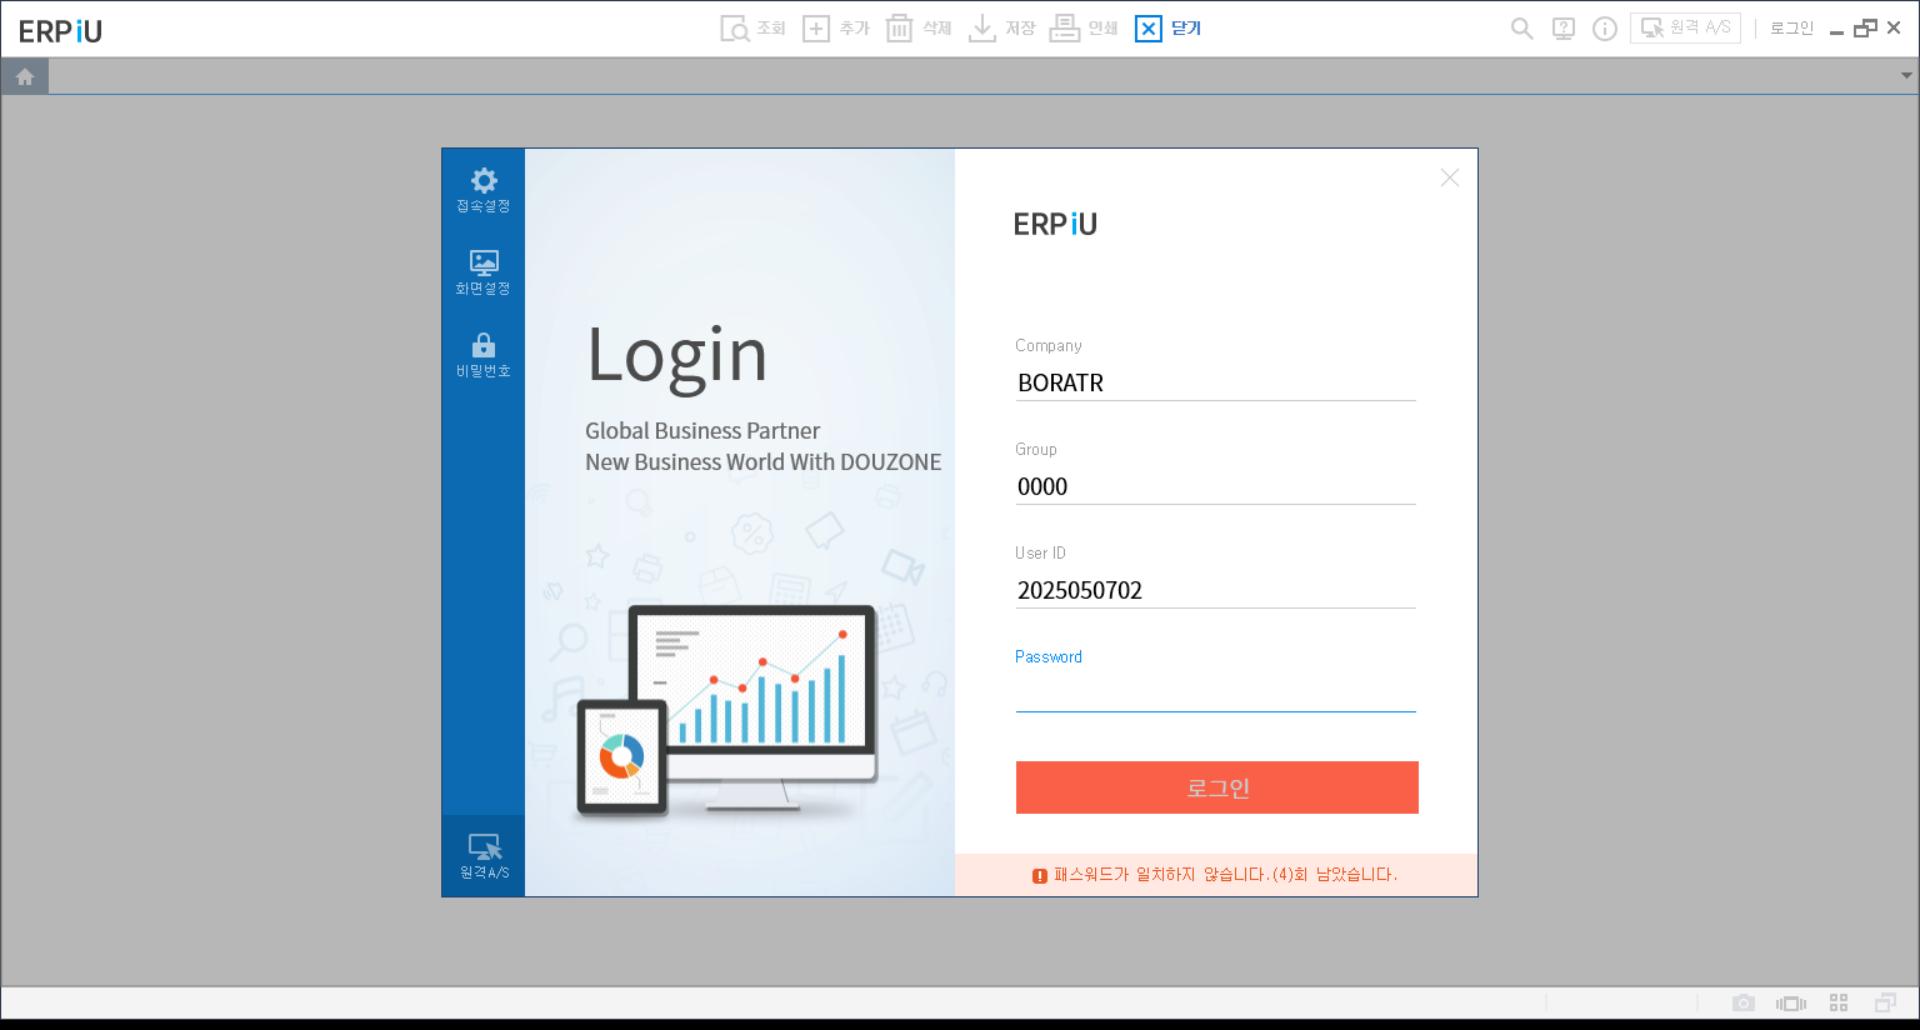 ERPiU
조회
추가
삭제
저장
인쇄
닫기
원격 A/S
로그인
접속설정
화면설정
비밀번호
원격A/S
Login
Global Business Partner
New Business World With DOUZONE
ERPiU
Company
BORATR
Group
0000
User ID
2025050702
Password
로그인
패스워드가 일치하지 않습니다.(4)회 남았습니다.